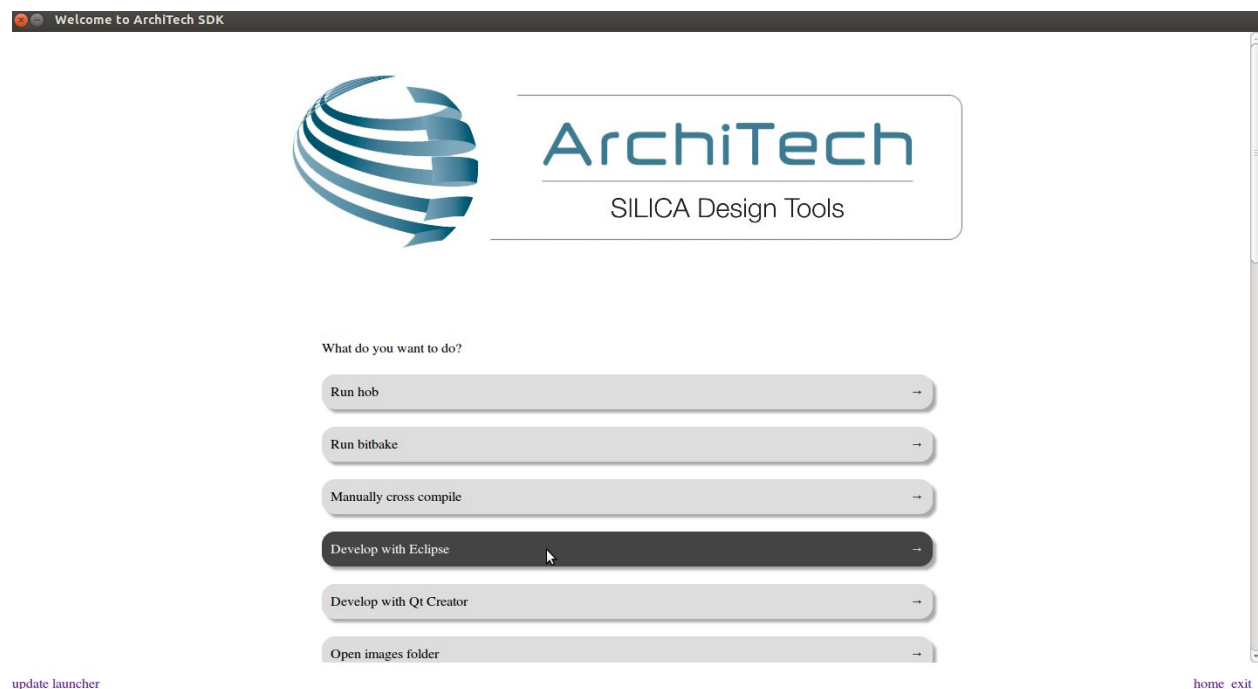 Welcome to ArchiTech SDK
ArchiTech
SILICA Design Tools
What do you want to do?
Run hob →
Run bitbake →
Manually cross compile →
Develop with Eclipse →
Develop with Qt Creator →
Open images folder →
update launcher
home exit